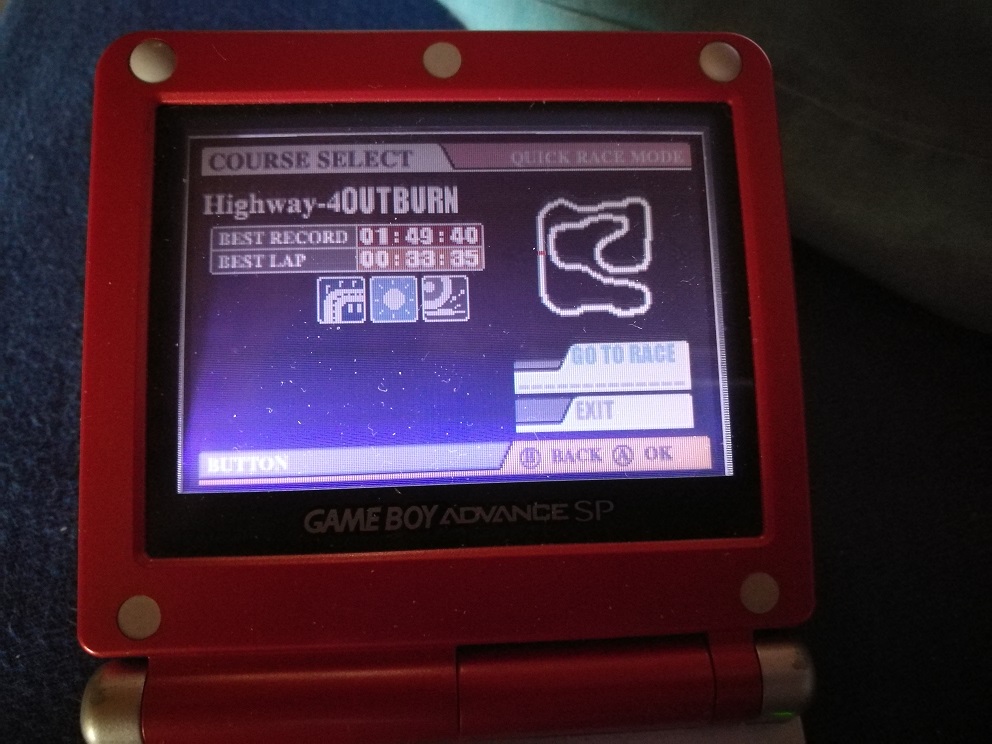 COURSE SELECT
QUICK RACE MODE
Highway-4OUTBURN
BEST RECORD 01:49:40
BEST LAP 00:33:35
GO TO RACE
EXIT
BUTTON
B BACK A OK
GAME BOY ADVANCE SP